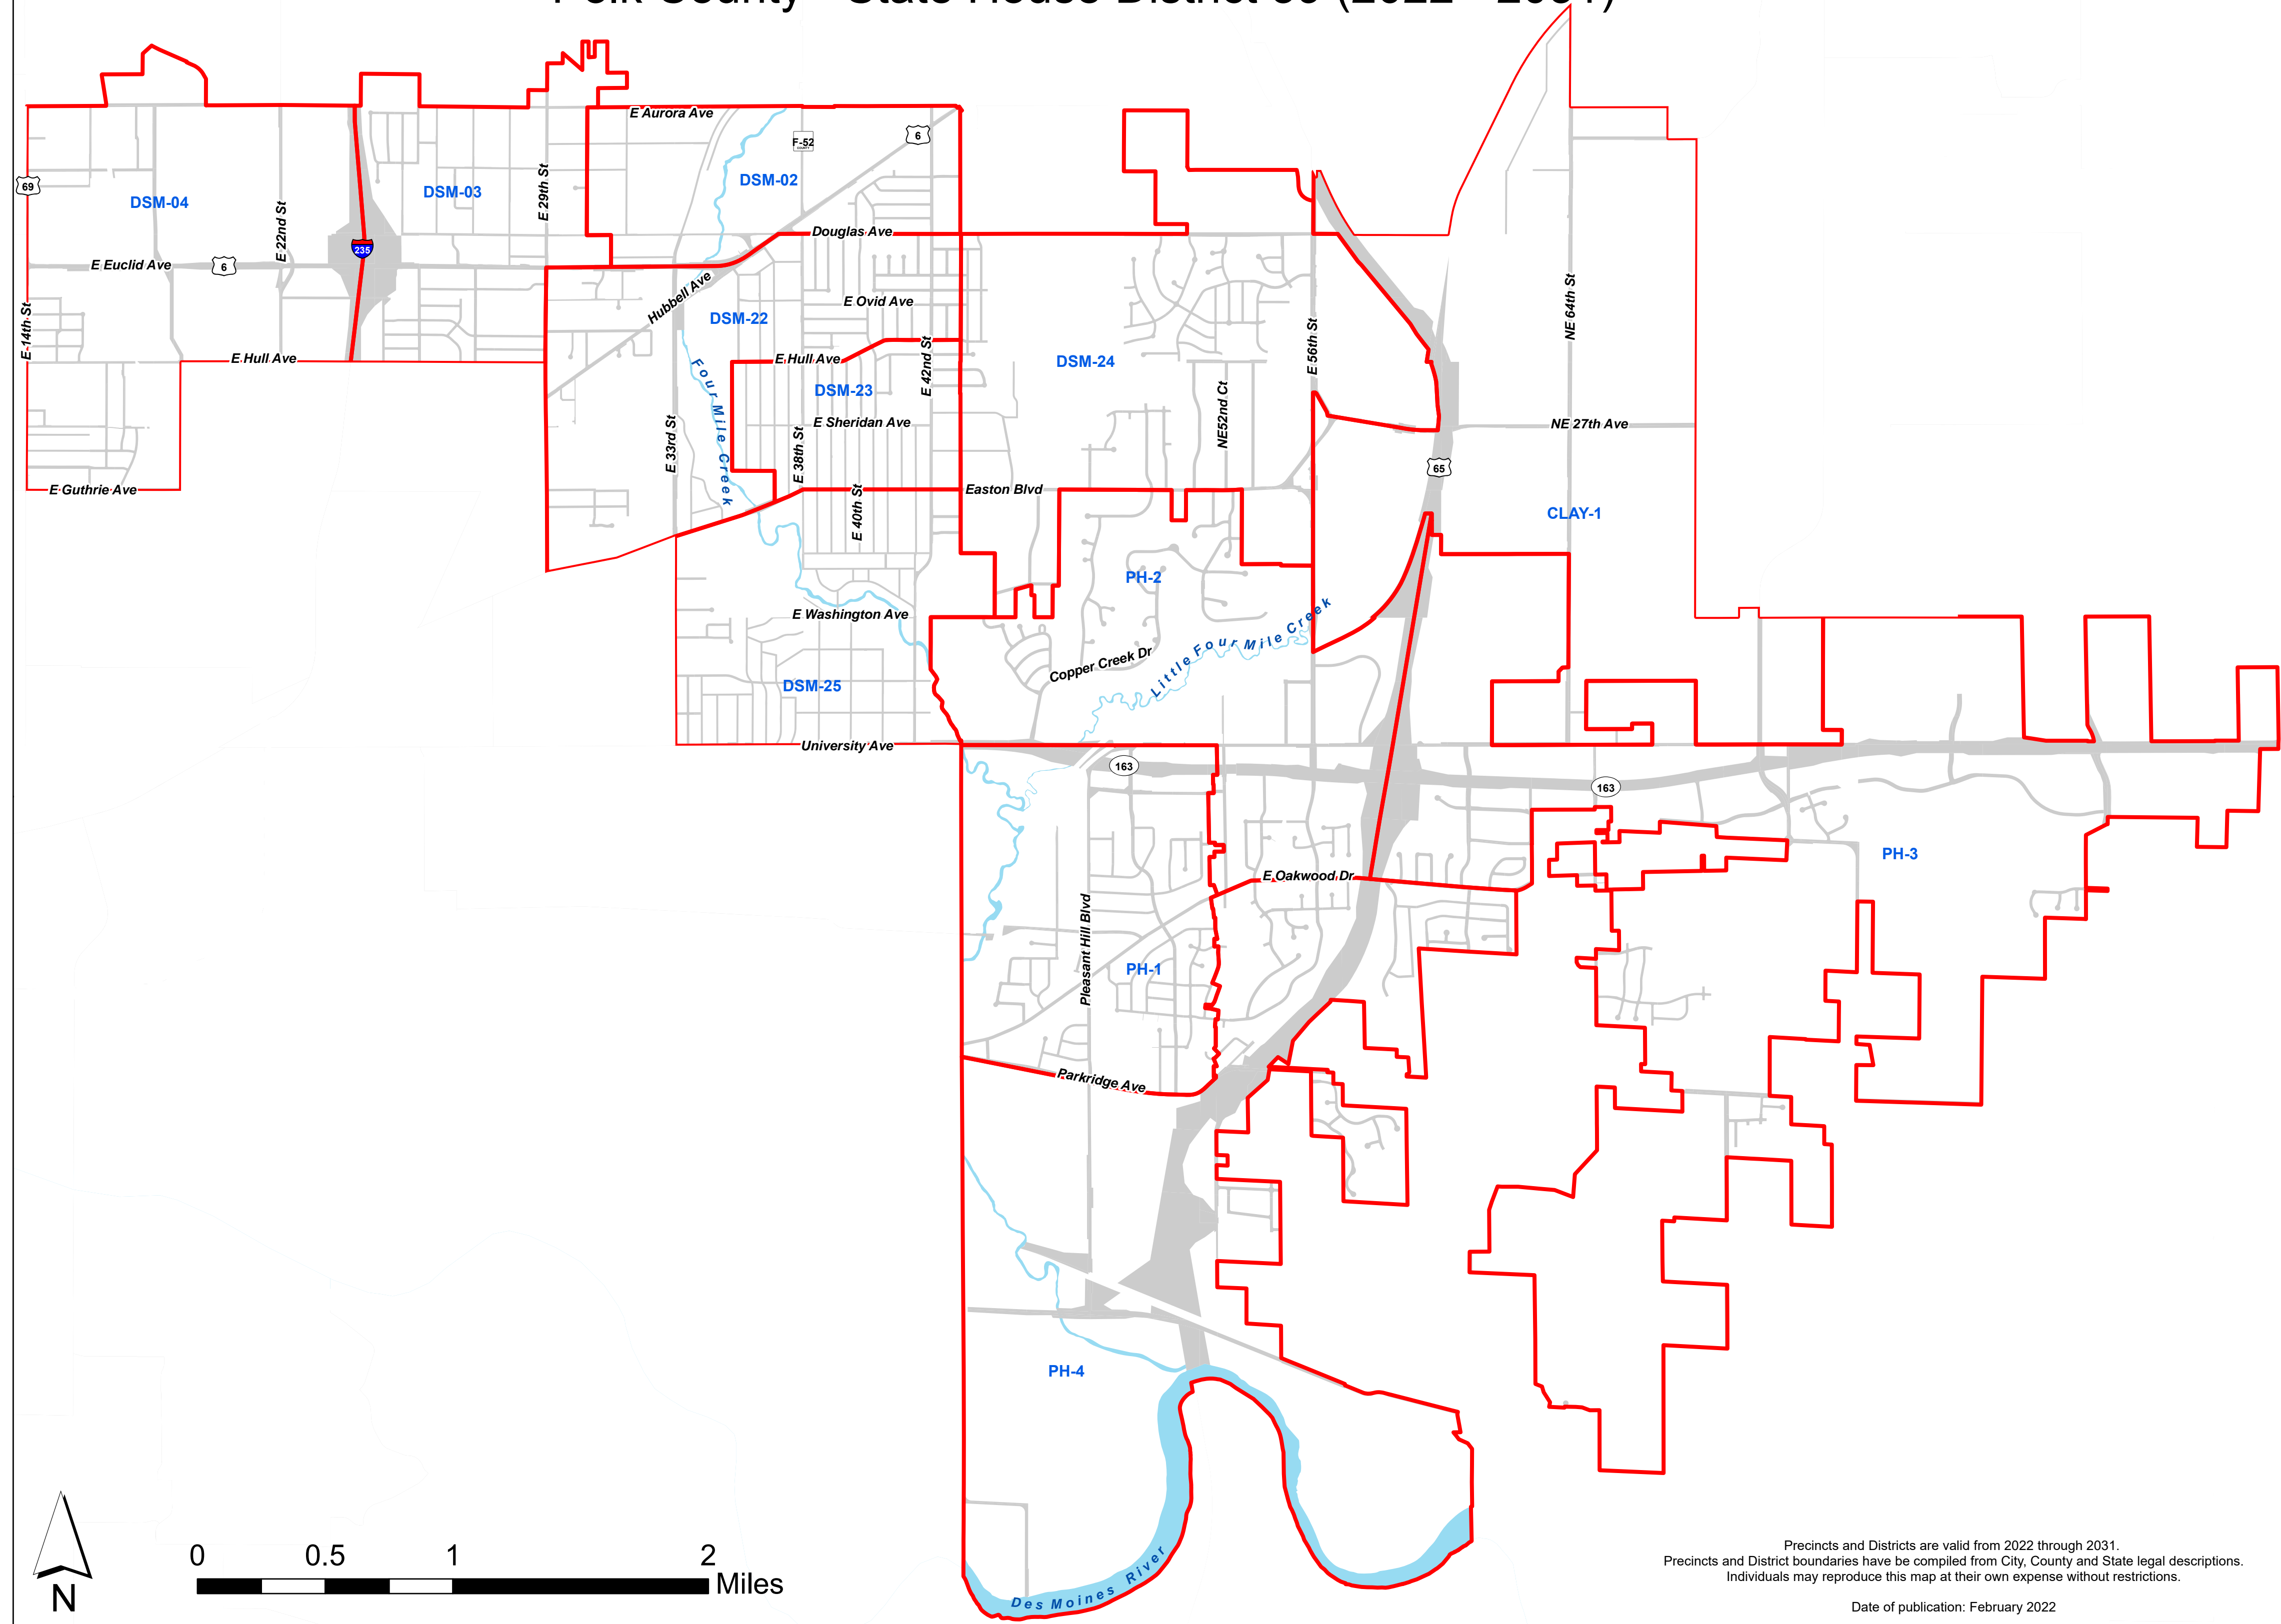 E Aurora Ave
F-52
6
69
DSM-04
DSM-03
DSM-02
E 29th St
E 22nd St
235
Douglas Ave
E Euclid Ave
6
Hubbell Ave
E Ovid Ave
DSM-22
E 14th St
E Hull Ave
E Hull Ave
E 42nd St
DSM-24
E 56th St
NE 64th St
Four Mile Creek
DSM-23
E Sheridan Ave
NE52nd Ct
NE 27th Ave
E 33rd St
E 38th St
65
E Guthrie Ave
E 40th St
Easton Blvd
CLAY-1
PH-2
E Washington Ave
Little Four Mile Creek
Copper Creek Dr
DSM-25
University Ave
163
163
PH-3
E Oakwood Dr
Pleasant Hill Blvd
PH-1
Parkridge Ave
PH-4
Des Moines River
N
0 0.5 1 2
Miles
Precincts and Districts are valid from 2022 through 2031.
Precincts and District boundaries have be compiled from City, County and State legal descriptions.
Individuals may reproduce this map at their own expense without restrictions.
Date of publication: February 2022